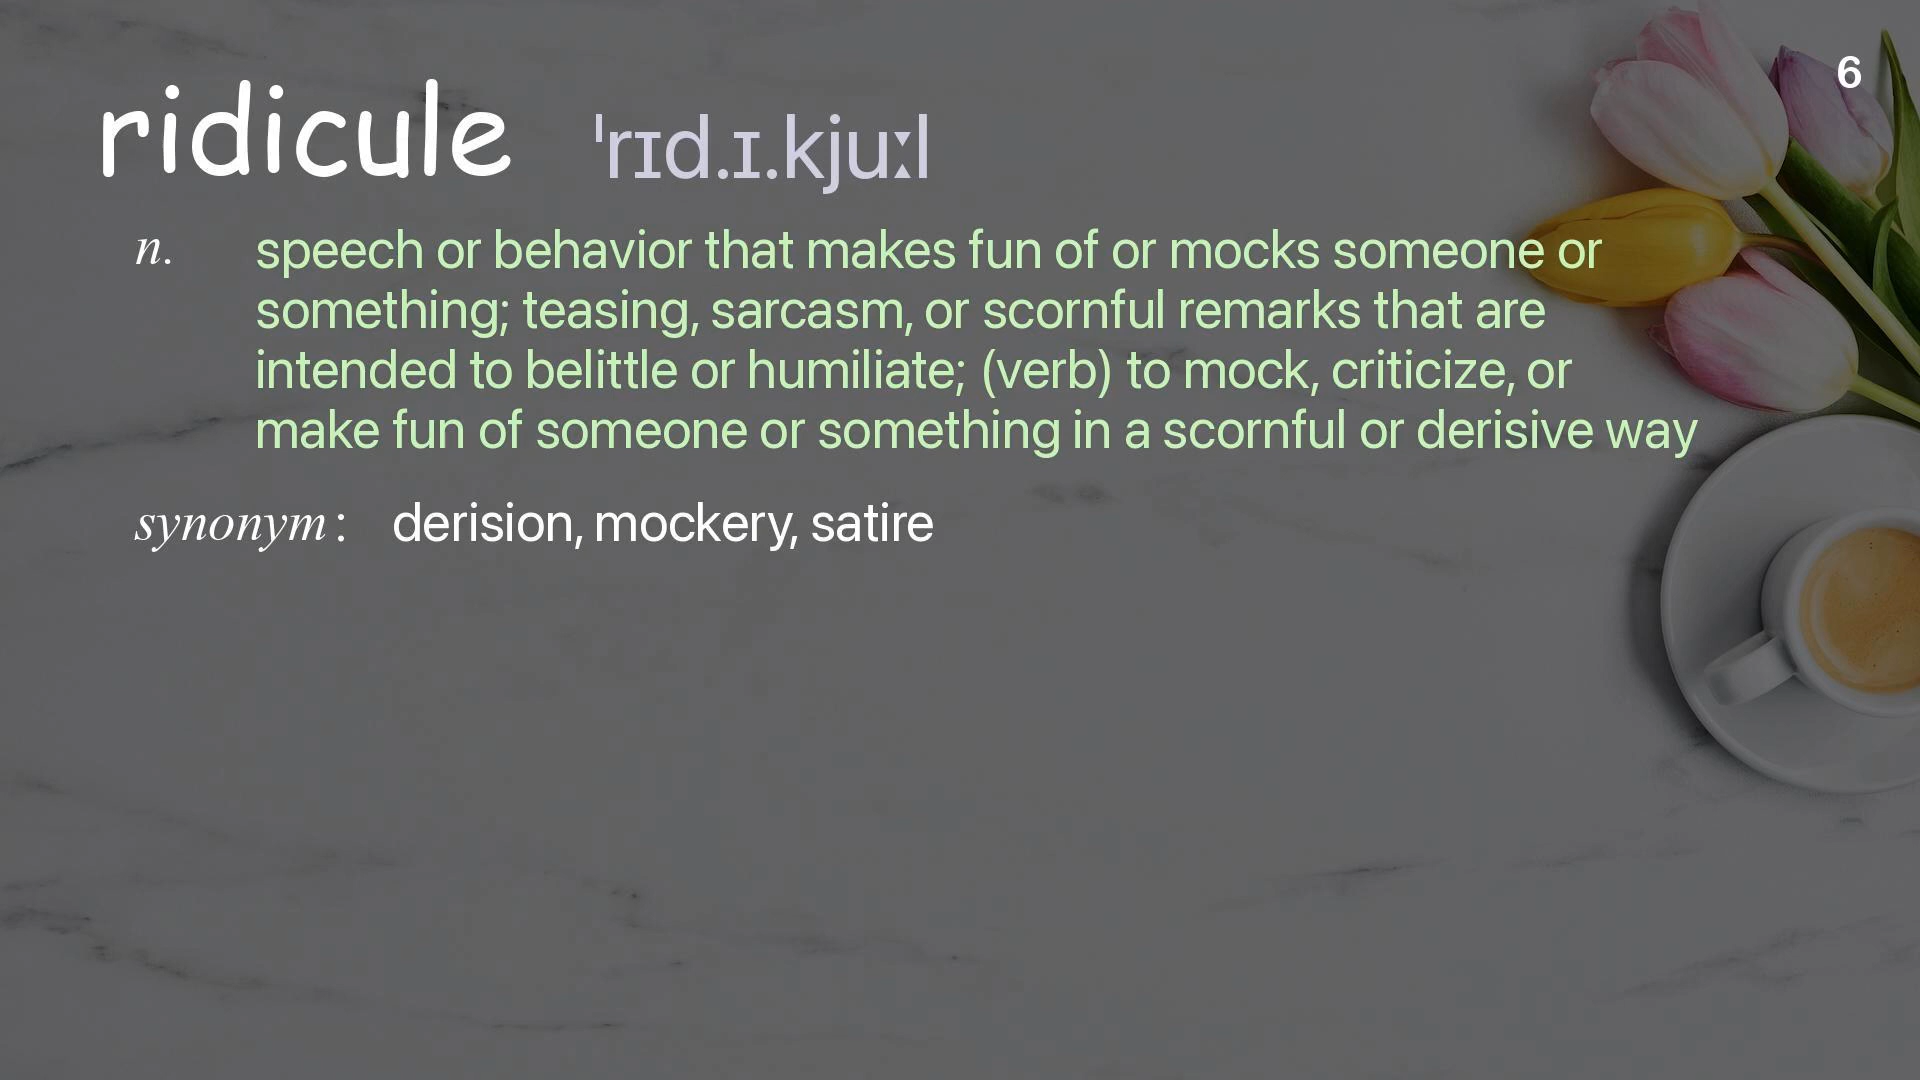 6
ridicule ˈrɪd.ɪ.kjuːl
n. speech or behavior that makes fun of or mocks someone or
something; teasing, sarcasm, or scornful remarks that are
intended to belittle or humiliate; (verb) to mock, criticize, or
make fun of someone or something in a scornful or derisive way
synonym: derision, mockery, satire